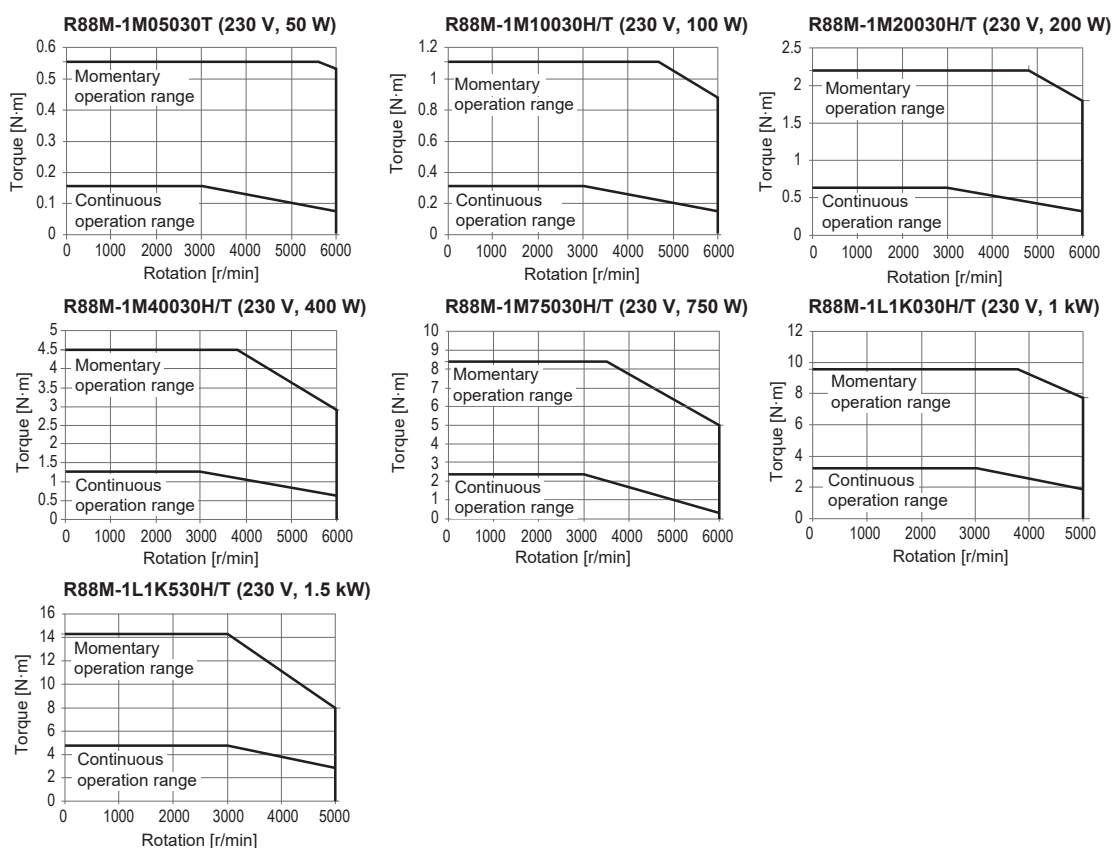 R88M-1M05030T (230 V, 50 W)
Torque [N·m]
0.6
0.5
0.4
0.3
0.2
0.1
0
Momentary
operation range
Continuous
operation range
0 1000 2000 3000 4000 5000 6000
Rotation [r/min]
R88M-1M10030H/T (230 V, 100 W)
Torque [N·m]
1.2
1
0.8
0.6
0.4
0.2
0
Momentary
operation range
Continuous
operation range
0 1000 2000 3000 4000 5000 6000
Rotation [r/min]
R88M-1M20030H/T (230 V, 200 W)
Torque [N·m]
2.5
2
1.5
1
0.5
0
Momentary
operation range
Continuous
operation range
0 1000 2000 3000 4000 5000 6000
Rotation [r/min]
R88M-1M40030H/T (230 V, 400 W)
Torque [N·m]
5
4.5
4
3.5
3
2.5
2
1.5
1
0.5
0
Momentary
operation range
Continuous
operation range
0 1000 2000 3000 4000 5000 6000
Rotation [r/min]
R88M-1M75030H/T (230 V, 750 W)
Torque [N·m]
10
9
8
7
6
5
4
3
2
1
0
Momentary
operation range
Continuous
operation range
0 1000 2000 3000 4000 5000 6000
Rotation [r/min]
R88M-1L1K030H/T (230 V, 1 kW)
Torque [N·m]
12
10
8
6
4
2
0
Momentary
operation range
Continuous
operation range
0 1000 2000 3000 4000 5000
Rotation [r/min]
R88M-1L1K530H/T (230 V, 1.5 kW)
Torque [N·m]
16
14
12
10
8
6
4
2
0
Momentary
operation range
Continuous
operation range
0 1000 2000 3000 4000 5000
Rotation [r/min]